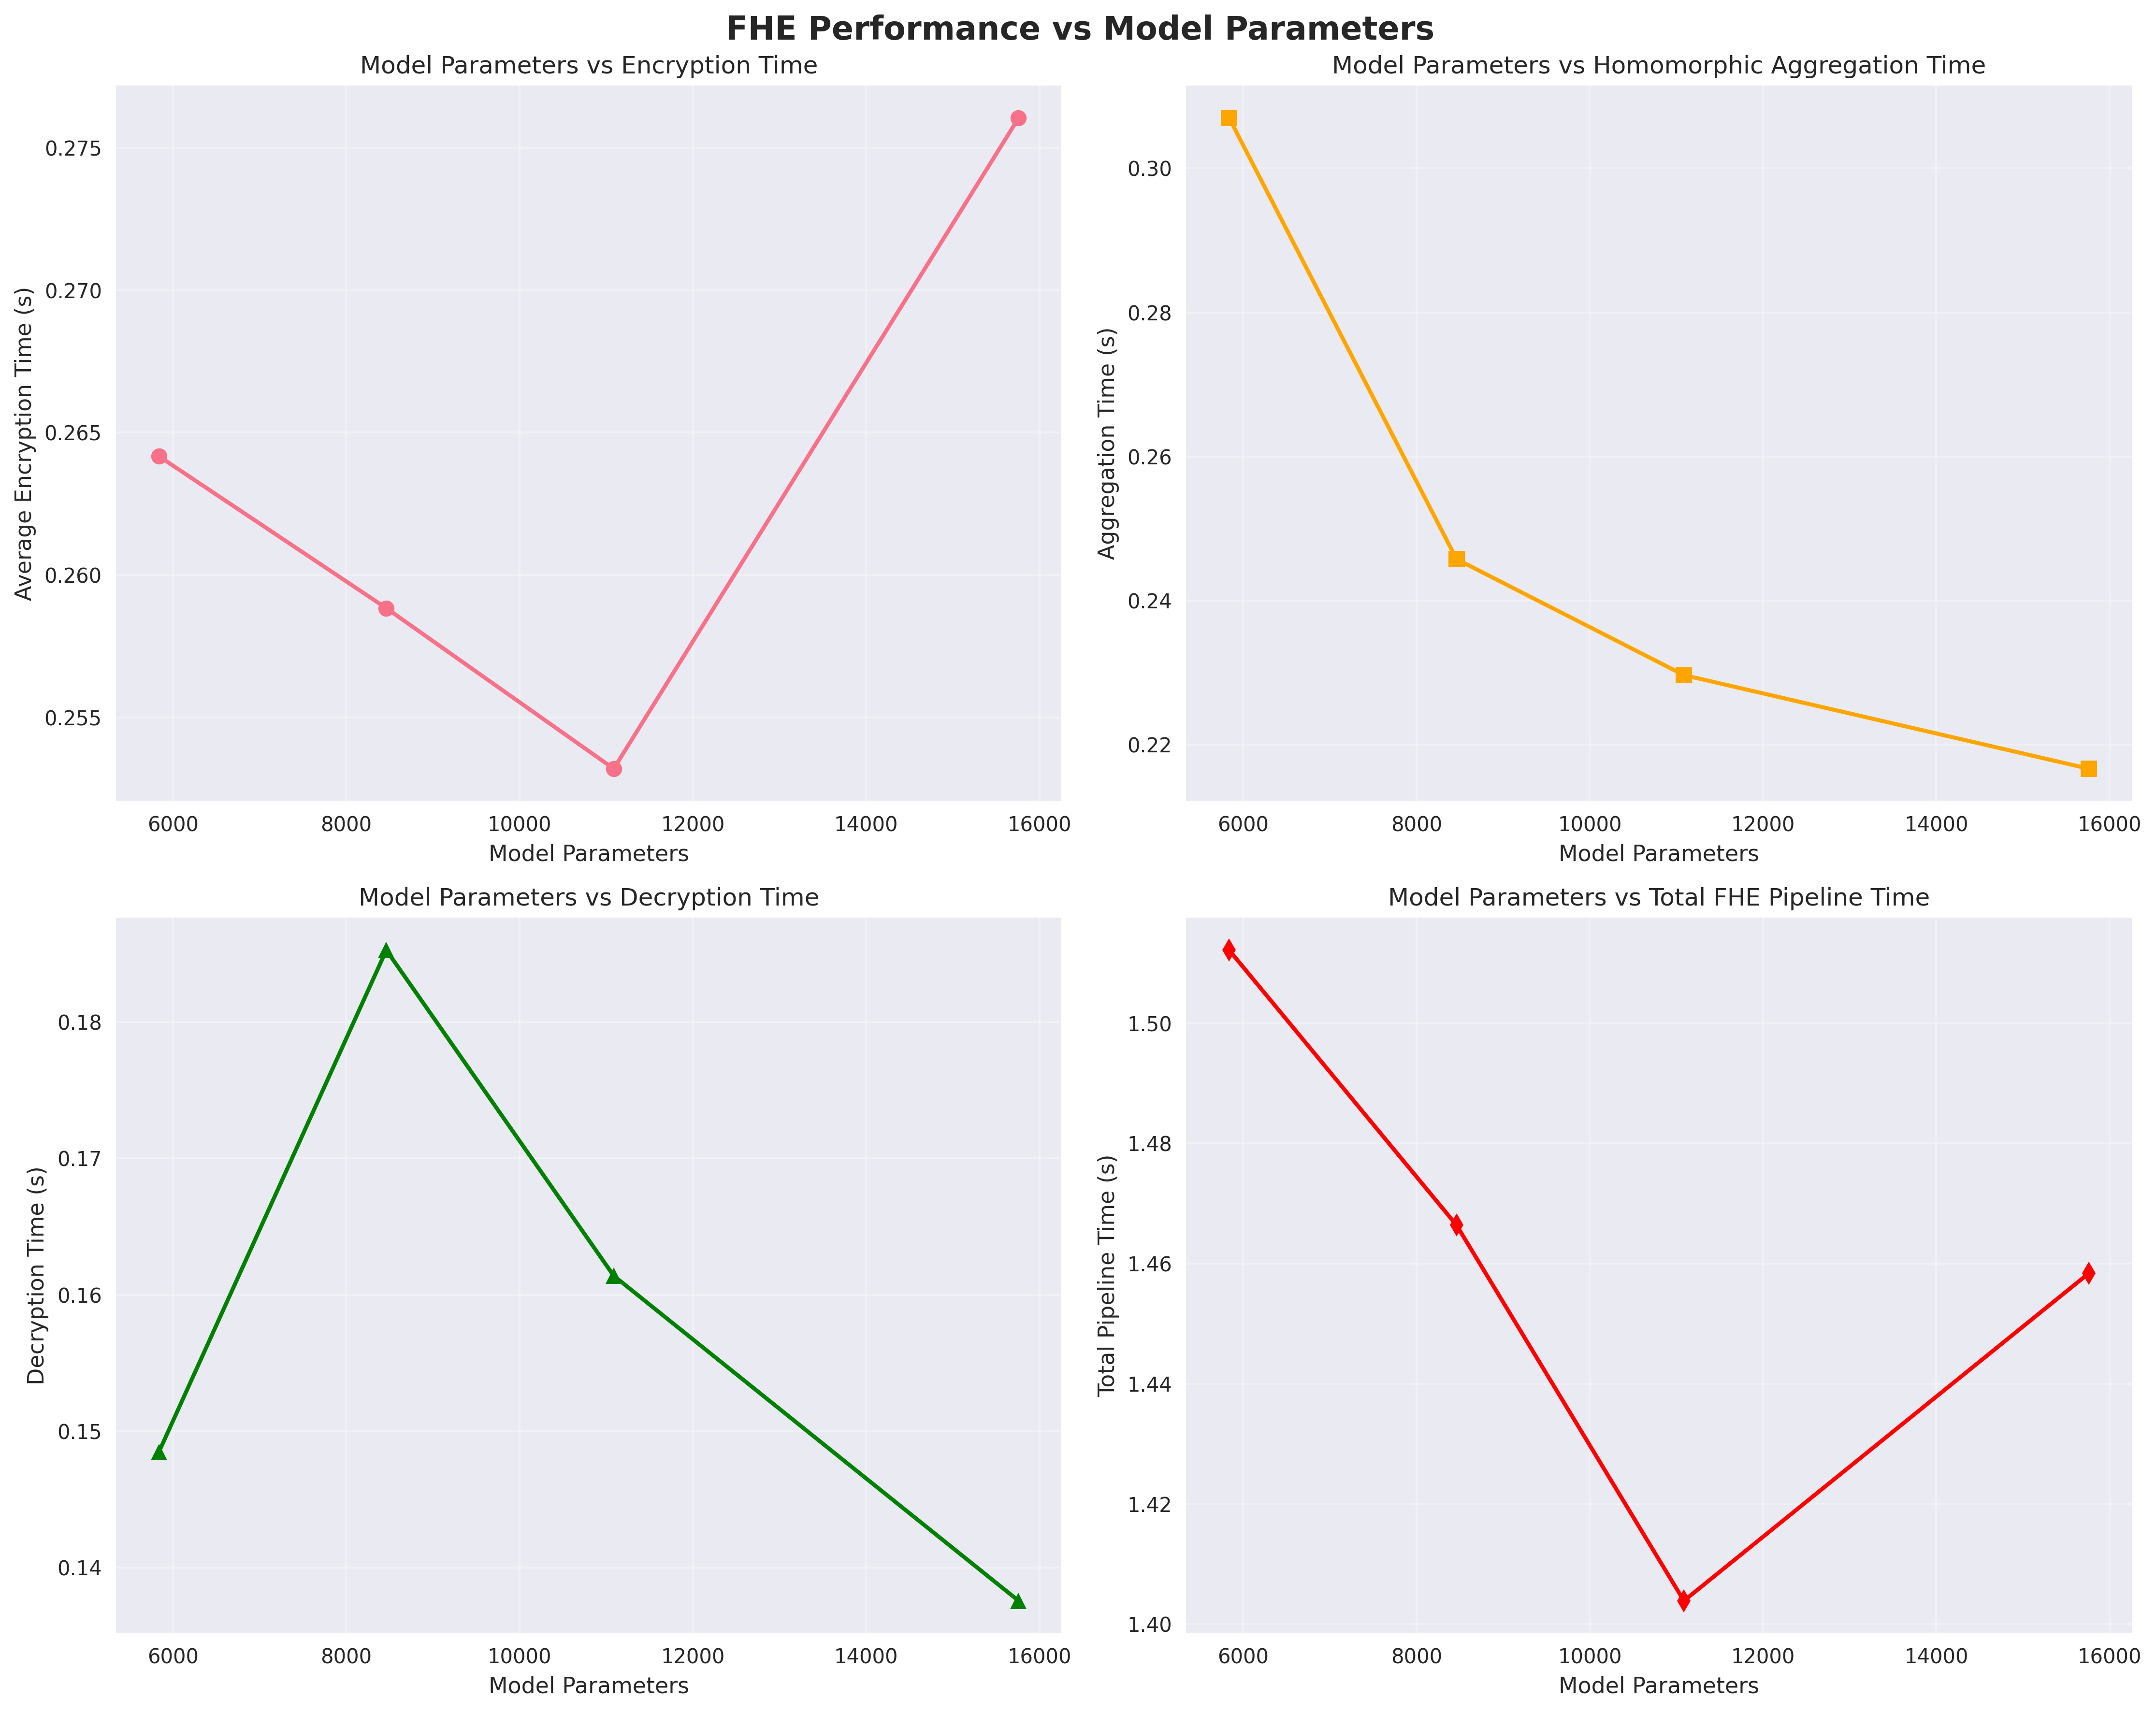 FHE Performance vs Model Parameters
Model Parameters vs Encryption Time
Average Encryption Time (s)
0.275
0.270
0.265
0.260
0.255
6000 8000 10000 12000 14000 16000
Model Parameters
Model Parameters vs Homomorphic Aggregation Time
Aggregation Time (s)
0.30
0.28
0.26
0.24
0.22
6000 8000 10000 12000 14000 16000
Model Parameters
Model Parameters vs Decryption Time
Decryption Time (s)
0.18
0.17
0.16
0.15
0.14
6000 8000 10000 12000 14000 16000
Model Parameters
Model Parameters vs Total FHE Pipeline Time
Total Pipeline Time (s)
1.50
1.48
1.46
1.44
1.42
1.40
6000 8000 10000 12000 14000 16000
Model Parameters